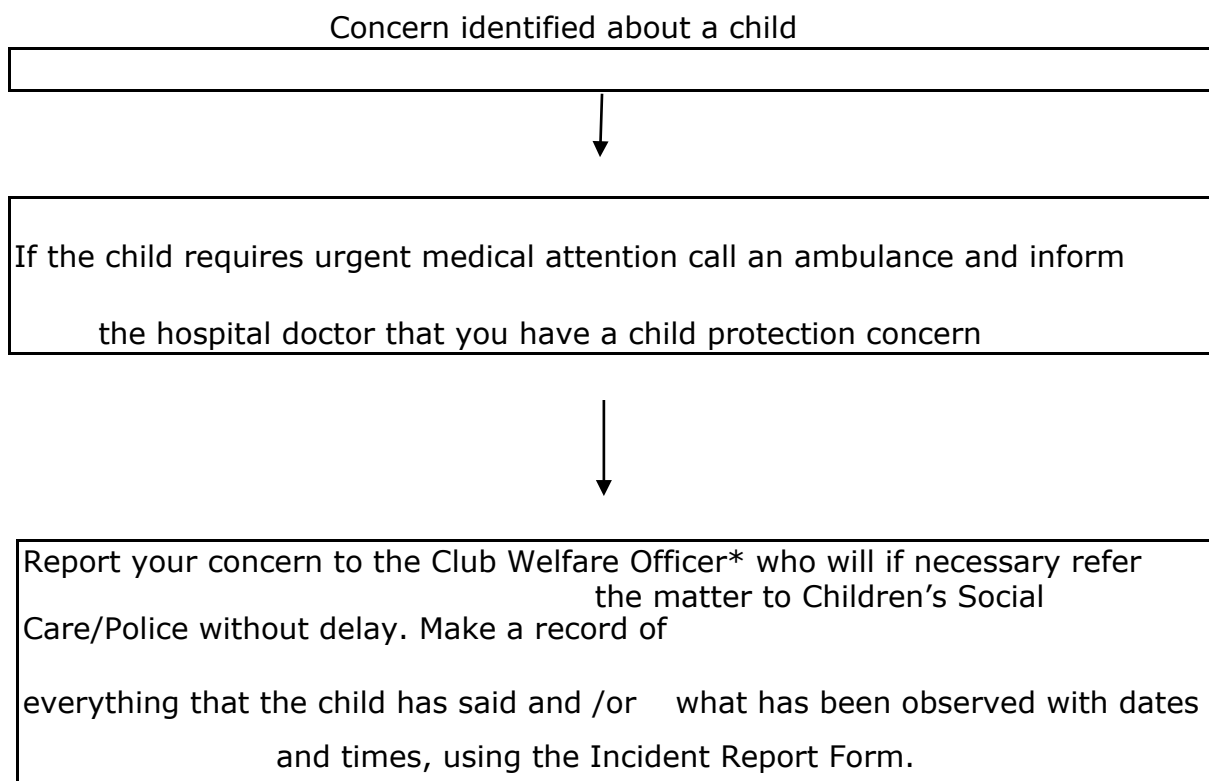 Concern identified about a child
If the child requires urgent medical attention call an ambulance and inform
the hospital doctor that you have a child protection concern
Report your concern to the Club Welfare Officer* who will if necessary refer
the matter to Children’s Social
Care/Police without delay. Make a record of
everything that the child has said and /or what has been observed with dates
and times, using the Incident Report Form.